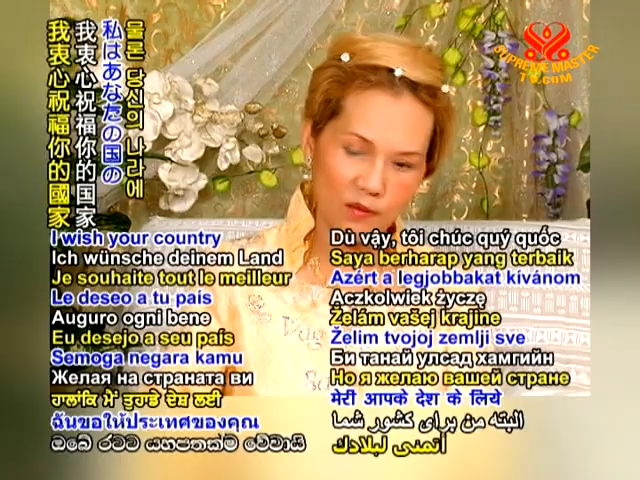 SUPREME MASTER
TV.COM
물론 당신의 나라에
私はあなたの国の
我衷心祝福你的国家
我衷心祝福你的國家
I wish your country
Ich wünsche deinem Land
Je souhaite tout le meilleur
Le deseo a tu país
Auguro ogni bene
Eu desejo a seu país
Semoga negara kamu
Желая на страната ви
ਹਾਲਾਂਕਿ ਮੈਂ ਤੁਹਾਡੇ ਦੇਸ਼ ਲਈ
ฉันขอให้ประเทศของคุณ
ඔබේ රටට යහපතක්ම වේවායි
Dù vậy, tôi chúc quý quốc
Saya berharap yang terbaik
Azért a legjobbakat kívánom
Aczkolwiek życzę
Želám vašej krajine
Želim tvojoj zemlji sve
Би танай улсад хамгийн
Но я желаю вашей стране
मेरी आपके देश के लिये
البته من برای کشور شما
أتمنى لبلادك